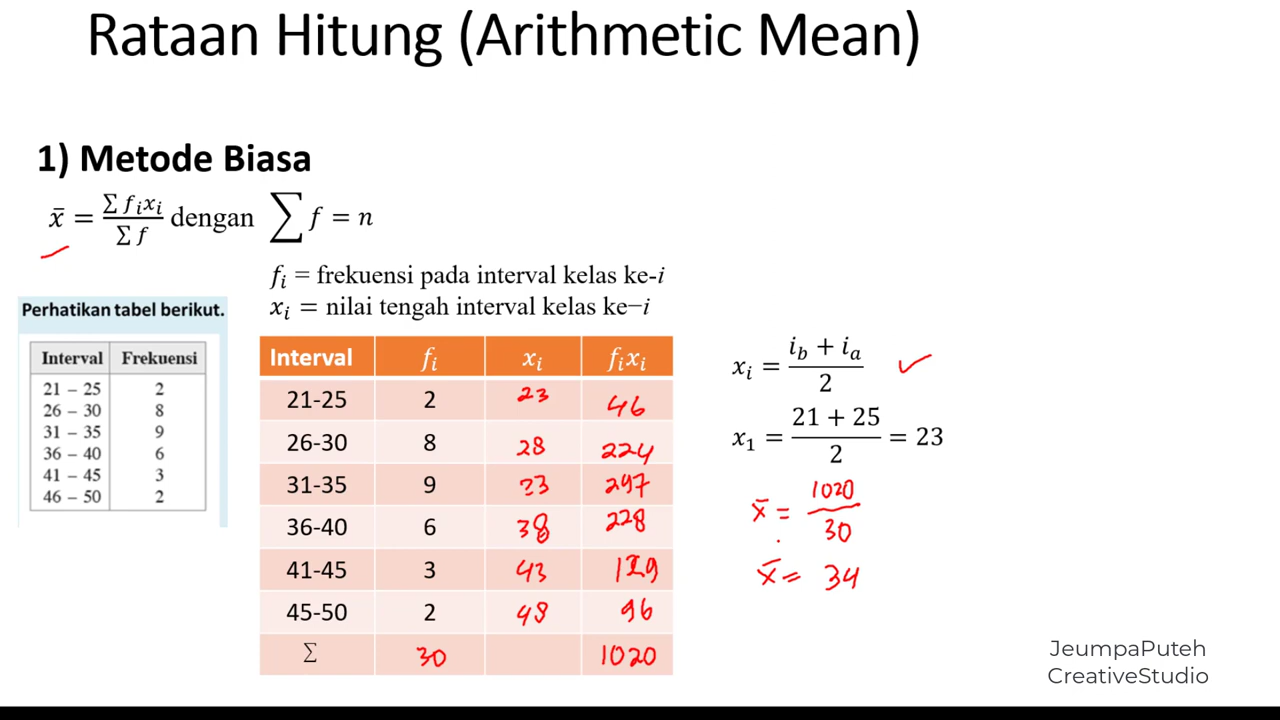 Rataan Hitung (Arithmetic Mean)
1) Metode Biasa
x̄ = Σ fᵢxᵢ / Σ f dengan ∑ f = n
fᵢ = frekuensi pada interval kelas ke-i
xᵢ = nilai tengah interval kelas ke−i
Perhatikan tabel berikut.
Interval Frekuensi
21 – 25 2
26 – 30 8
31 – 35 9
36 – 40 6
41 – 45 3
46 – 50 2
Interval fᵢ xᵢ fᵢxᵢ
21-25 2 23 46
26-30 8 28 224
31-35 9 33 297
36-40 6 38 228
41-45 3 43 129
45-50 2 48 96
Σ 30 1020
xᵢ = (i_b + i_a) / 2
x₁ = (21 + 25) / 2 = 23
x̄ = 1020 / 30
x̄ = 34
JeumpaPuteh
CreativeStudio